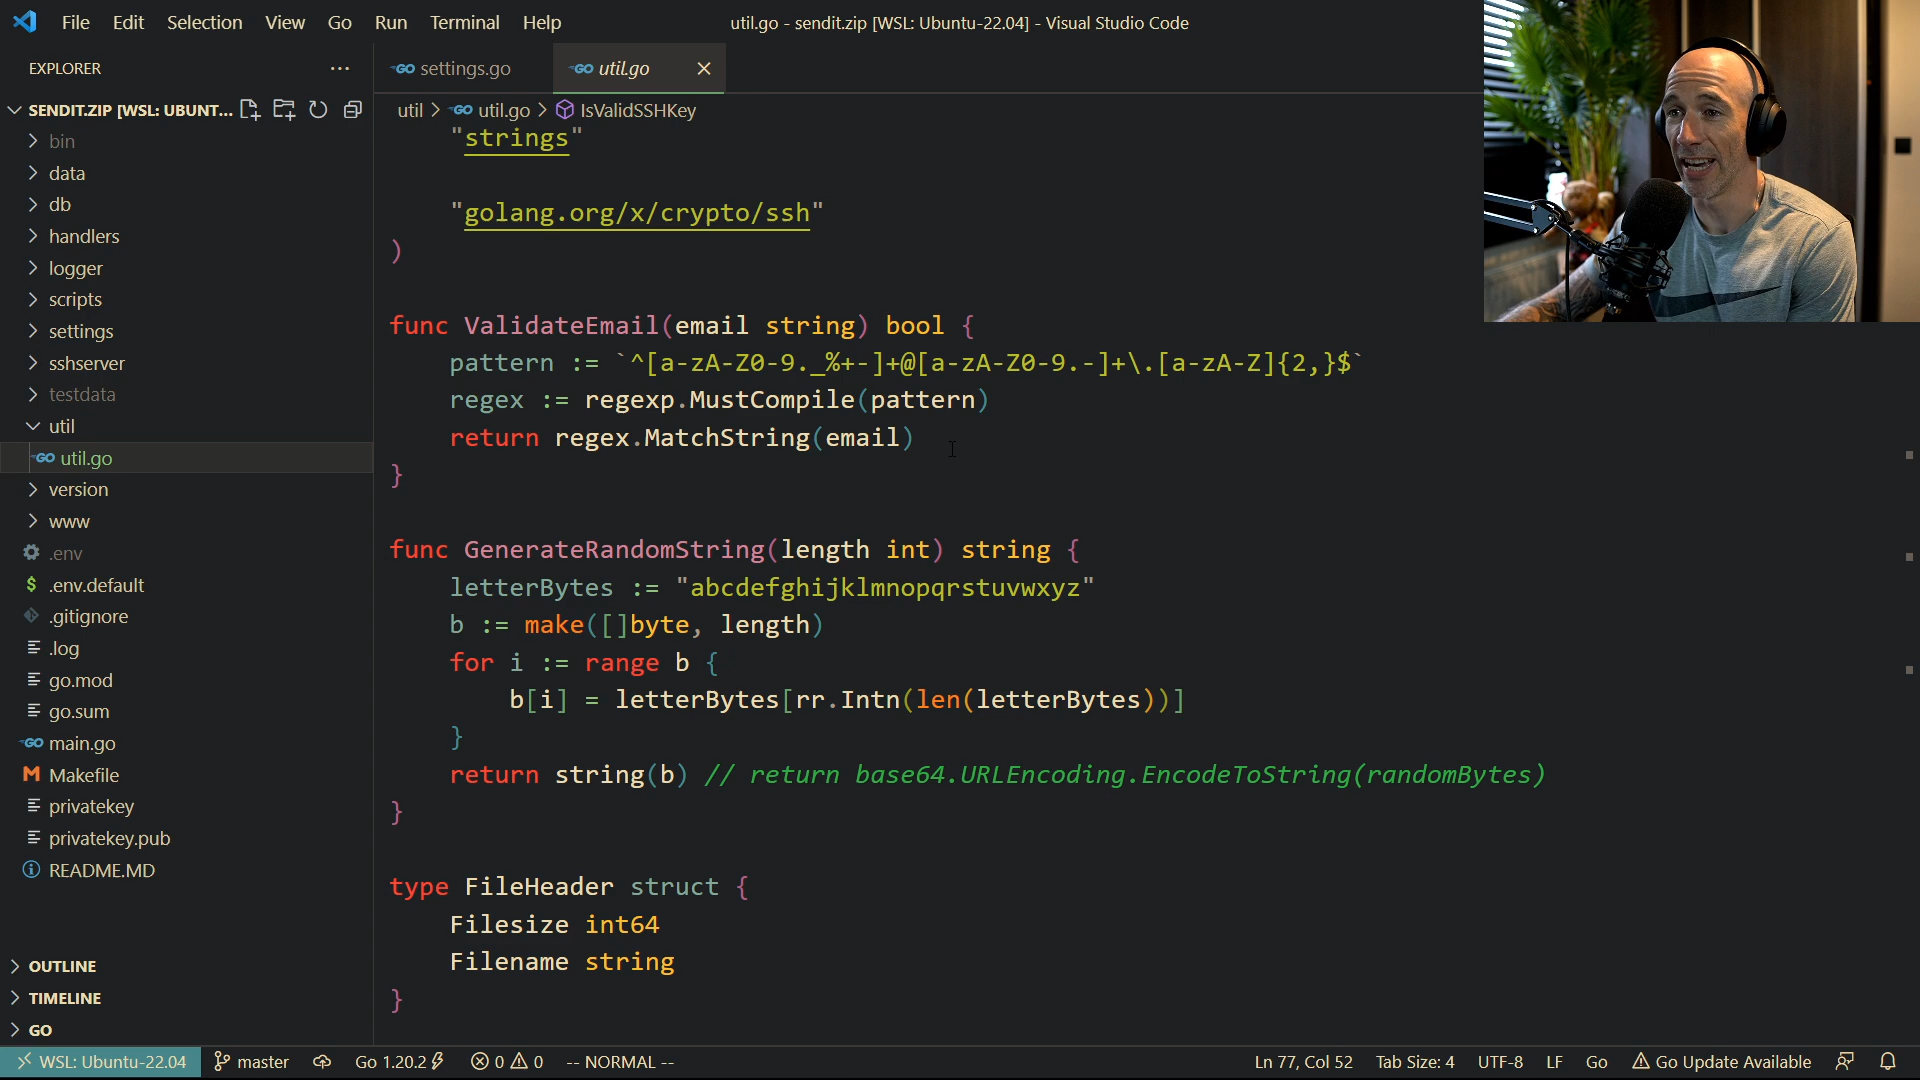 File Edit Selection View Go Run Terminal Help
util.go - sendit.zip [WSL: Ubuntu-22.04] - Visual Studio Code
EXPLORER
SENDIT.ZIP [WSL: UBUNT...
bin
data
db
handlers
logger
scripts
settings
sshserver
testdata
util
GO util.go
version
www
.env
$ .env.default
.gitignore
.log
go.mod
go.sum
GO main.go
M Makefile
privatekey
privatekey.pub
README.MD
OUTLINE
TIMELINE
GO
GO settings.go
GO util.go
util > GO util.go > IsValidSSHKey
"strings"
"golang.org/x/crypto/ssh"
)
func ValidateEmail(email string) bool {
pattern := `^[a-zA-Z0-9._%+-]+@[a-zA-Z0-9.-]+\.[a-zA-Z]{2,}$`
regex := regexp.MustCompile(pattern)
return regex.MatchString(email)
}
func GenerateRandomString(length int) string {
letterBytes := "abcdefghijklmnopqrstuvwxyz"
b := make([]byte, length)
for i := range b {
b[i] = letterBytes[rr.Intn(len(letterBytes))]
}
return string(b) // return base64.URLEncoding.EncodeToString(randomBytes)
}
type FileHeader struct {
Filesize int64
Filename string
}
WSL: Ubuntu-22.04 master Go 1.20.2 0 0 -- NORMAL -- Ln 77, Col 52 Tab Size: 4 UTF-8 LF Go Go Update Available